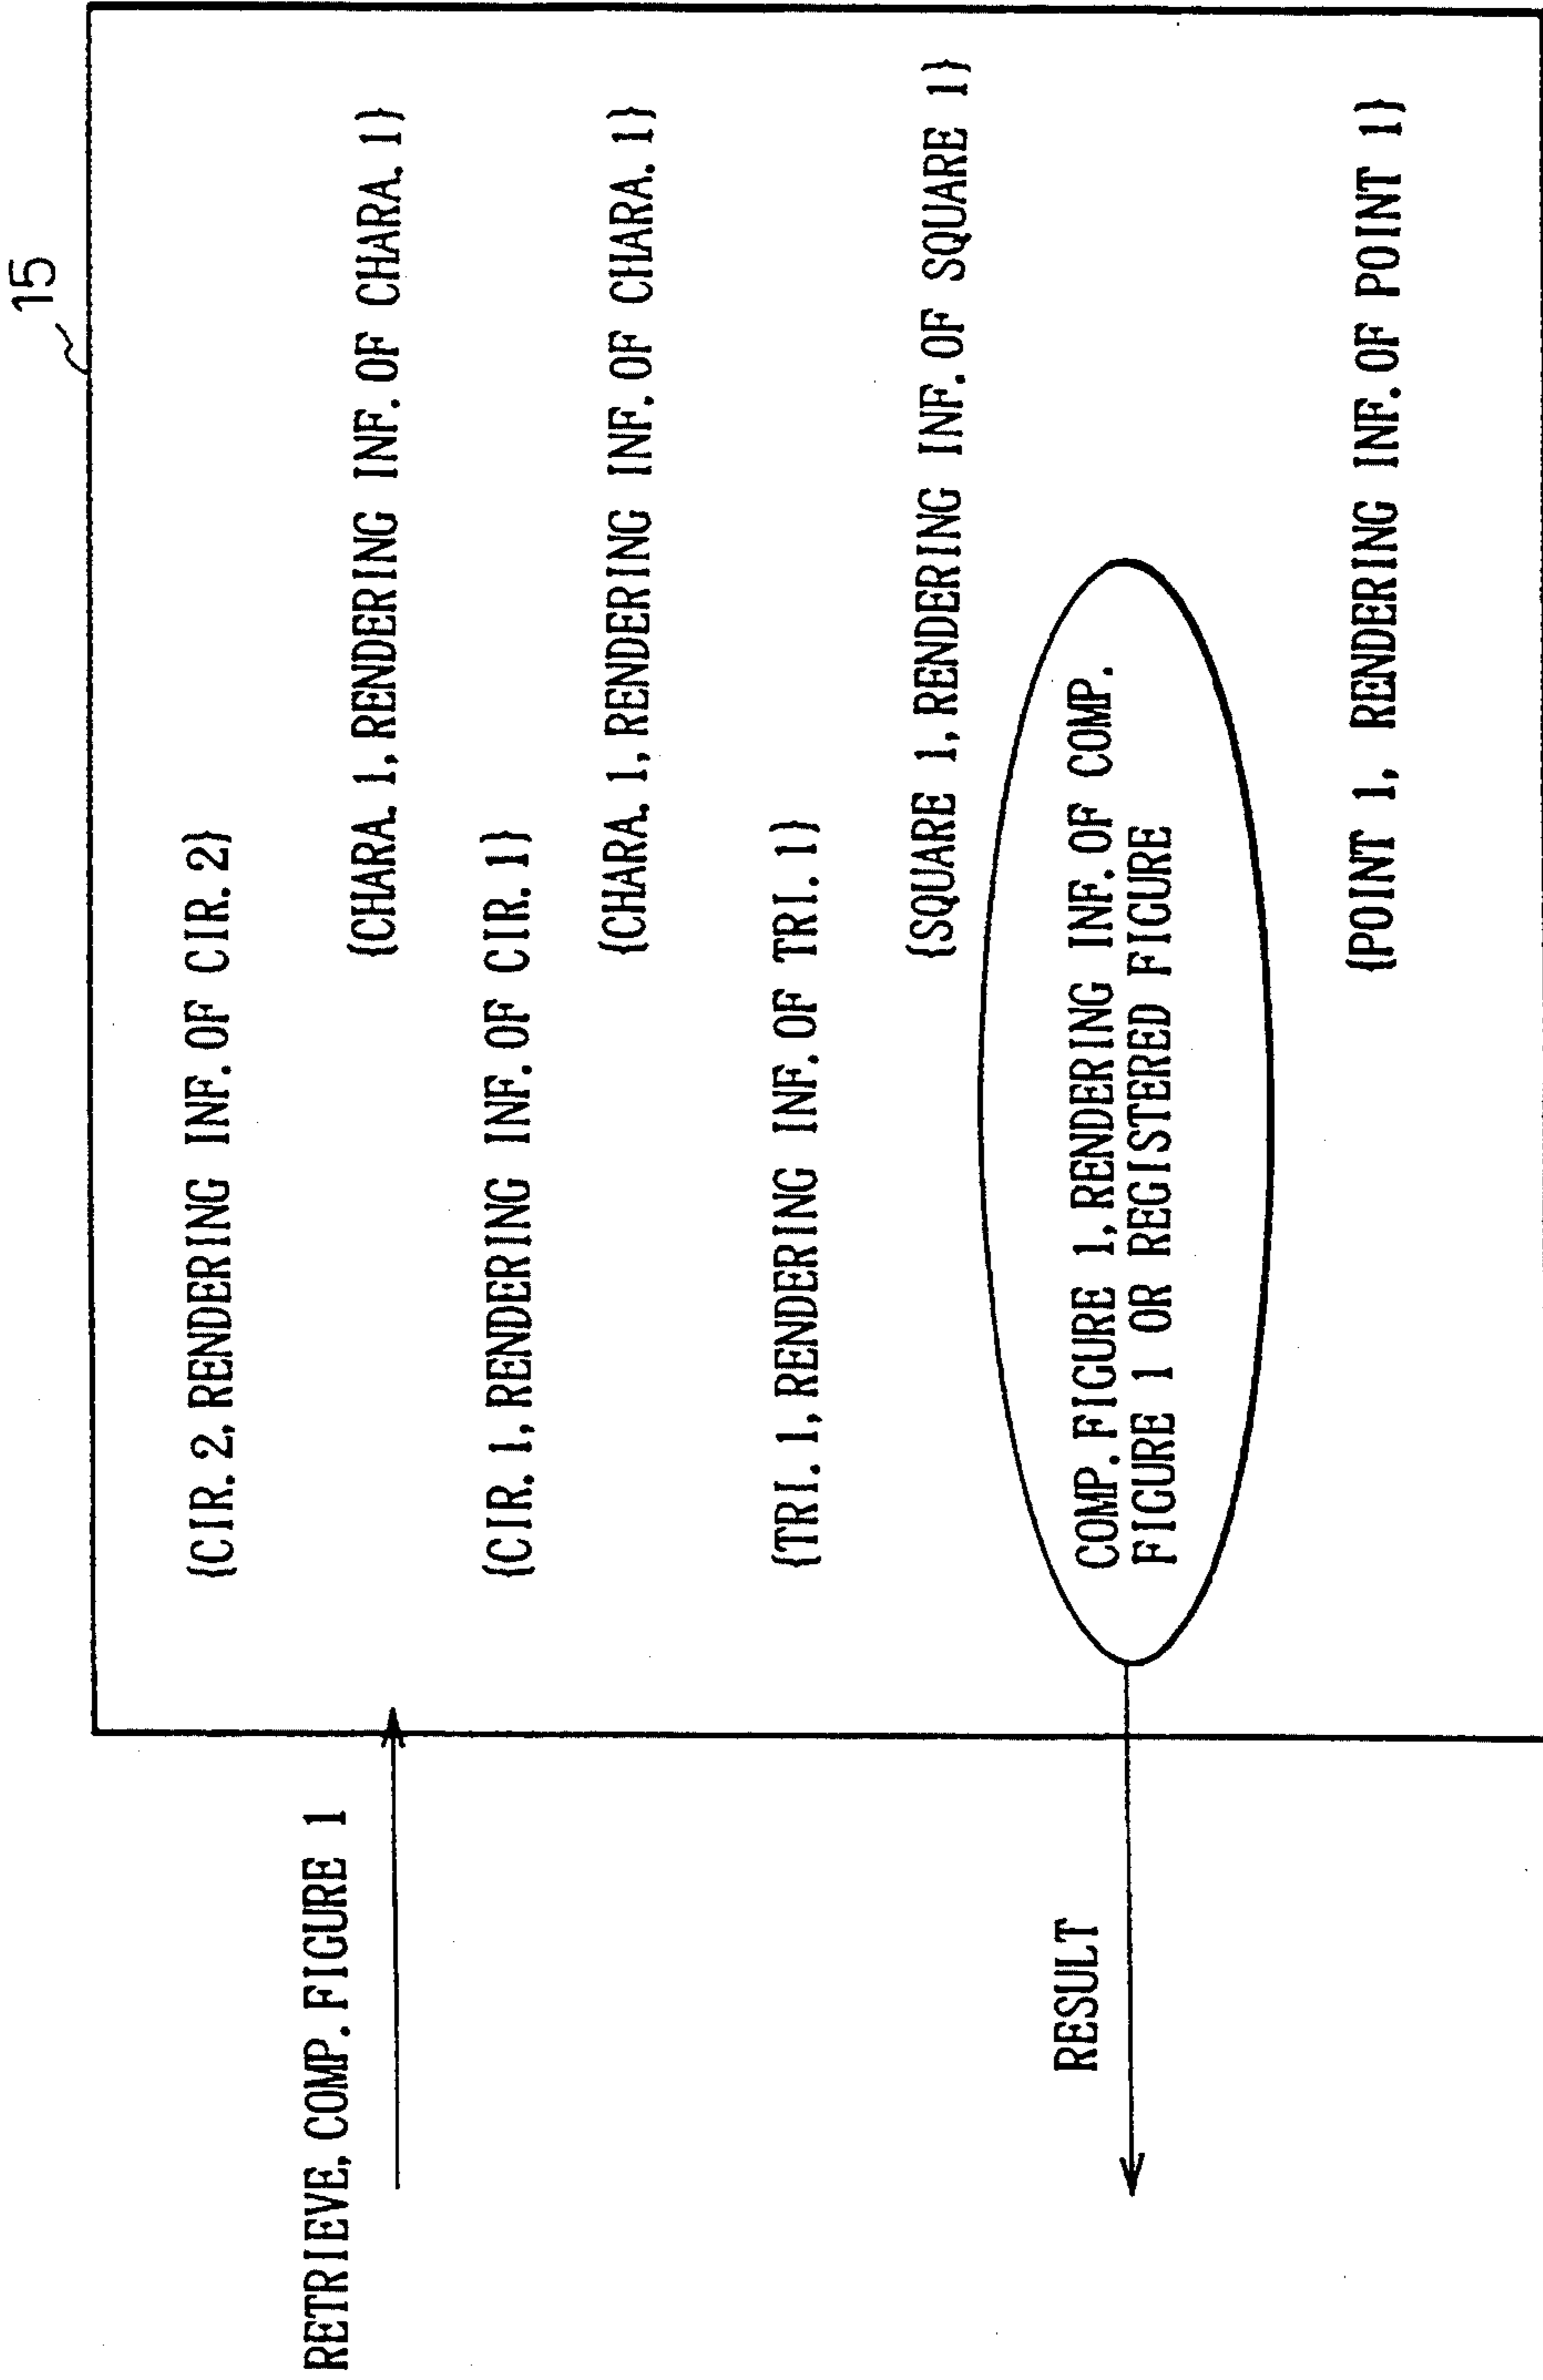 15
RETRIEVE, COMP. FIGURE 1
{CIR. 2, RENDERING INF. OF CIR. 2}
{CHARA. 1, RENDERING INF. OF CHARA. 1}
{CIR. 1, RENDERING INF. OF CIR. 1}
{CHARA. 1, RENDERING INF. OF CHARA. 1}
{TRI. 1, RENDERING INF. OF TRI. 1}
{SQUARE 1, RENDERING INF. OF SQUARE 1}
RESULT
COMP. FIGURE 1, RENDERING INF. OF COMP.
FIGURE 1 OR REGISTERED FIGURE
{POINT 1, RENDERING INF. OF POINT 1}